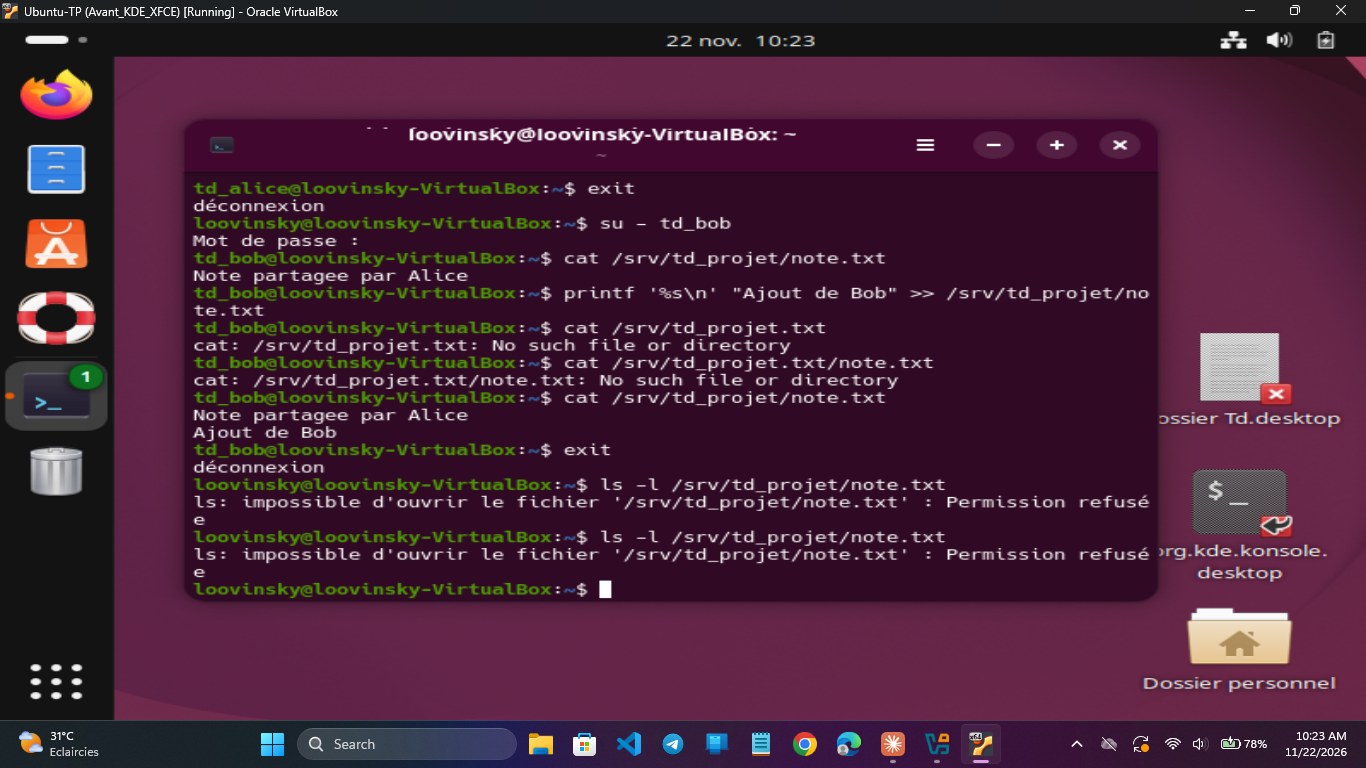 Ubuntu-TP (Avant_KDE_XFCE) [Running] - Oracle VirtualBox
22 nov. 10:23
loovinsky@loovinsky-VirtualBox: ~
~
td_alice@loovinsky-VirtualBox:~$ exit
déconnexion
loovinsky@loovinsky-VirtualBox:~$ su - td_bob
Mot de passe :
td_bob@loovinsky-VirtualBox:~$ cat /srv/td_projet/note.txt
Note partagee par Alice
td_bob@loovinsky-VirtualBox:~$ printf '%s\n' "Ajout de Bob" >> /srv/td_projet/no
te.txt
td_bob@loovinsky-VirtualBox:~$ cat /srv/td_projet.txt
cat: /srv/td_projet.txt: No such file or directory
td_bob@loovinsky-VirtualBox:~$ cat /srv/td_projet.txt/note.txt
cat: /srv/td_projet.txt/note.txt: No such file or directory
td_bob@loovinsky-VirtualBox:~$ cat /srv/td_projet/note.txt
Note partagee par Alice
Ajout de Bob
td_bob@loovinsky-VirtualBox:~$ exit
déconnexion
loovinsky@loovinsky-VirtualBox:~$ ls -l /srv/td_projet/note.txt
ls: impossible d'ouvrir le fichier '/srv/td_projet/note.txt' : Permission refusé
e
loovinsky@loovinsky-VirtualBox:~$ ls -l /srv/td_projet/note.txt
ls: impossible d'ouvrir le fichier '/srv/td_projet/note.txt' : Permission refusé
e
loovinsky@loovinsky-VirtualBox:~$
1
>_
ossier Td.desktop
$_
org.kde.konsole.
desktop
Dossier personnel
31°C
Eclaircies
Search
78%
10:23 AM
11/22/2026